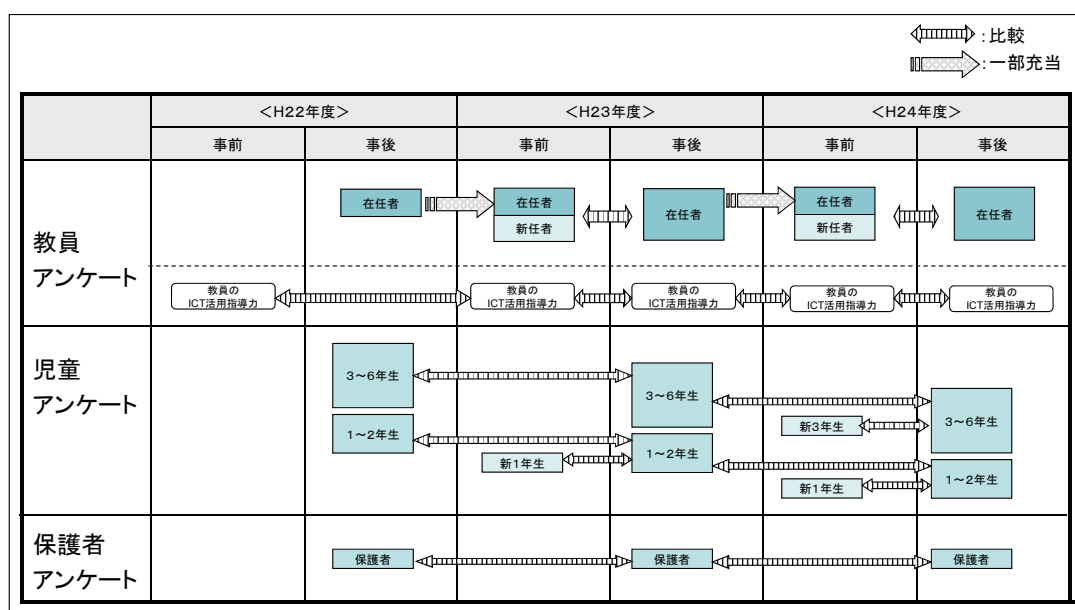 :比較
:一部充当
＜H22年度＞ ＜H23年度＞ ＜H24年度＞
事前 事後 事前 事後 事前 事後
教員
アンケート
在任者 在任者 新任者 在任者 在任者 新任者 在任者
教員の
ICT活用指導力
教員の
ICT活用指導力
教員の
ICT活用指導力
教員の
ICT活用指導力
教員の
ICT活用指導力
児童
アンケート
3～6年生 3～6年生 3～6年生
新3年生
1～2年生 1～2年生 1～2年生
新1年生
新1年生
保護者
アンケート
保護者 保護者 保護者